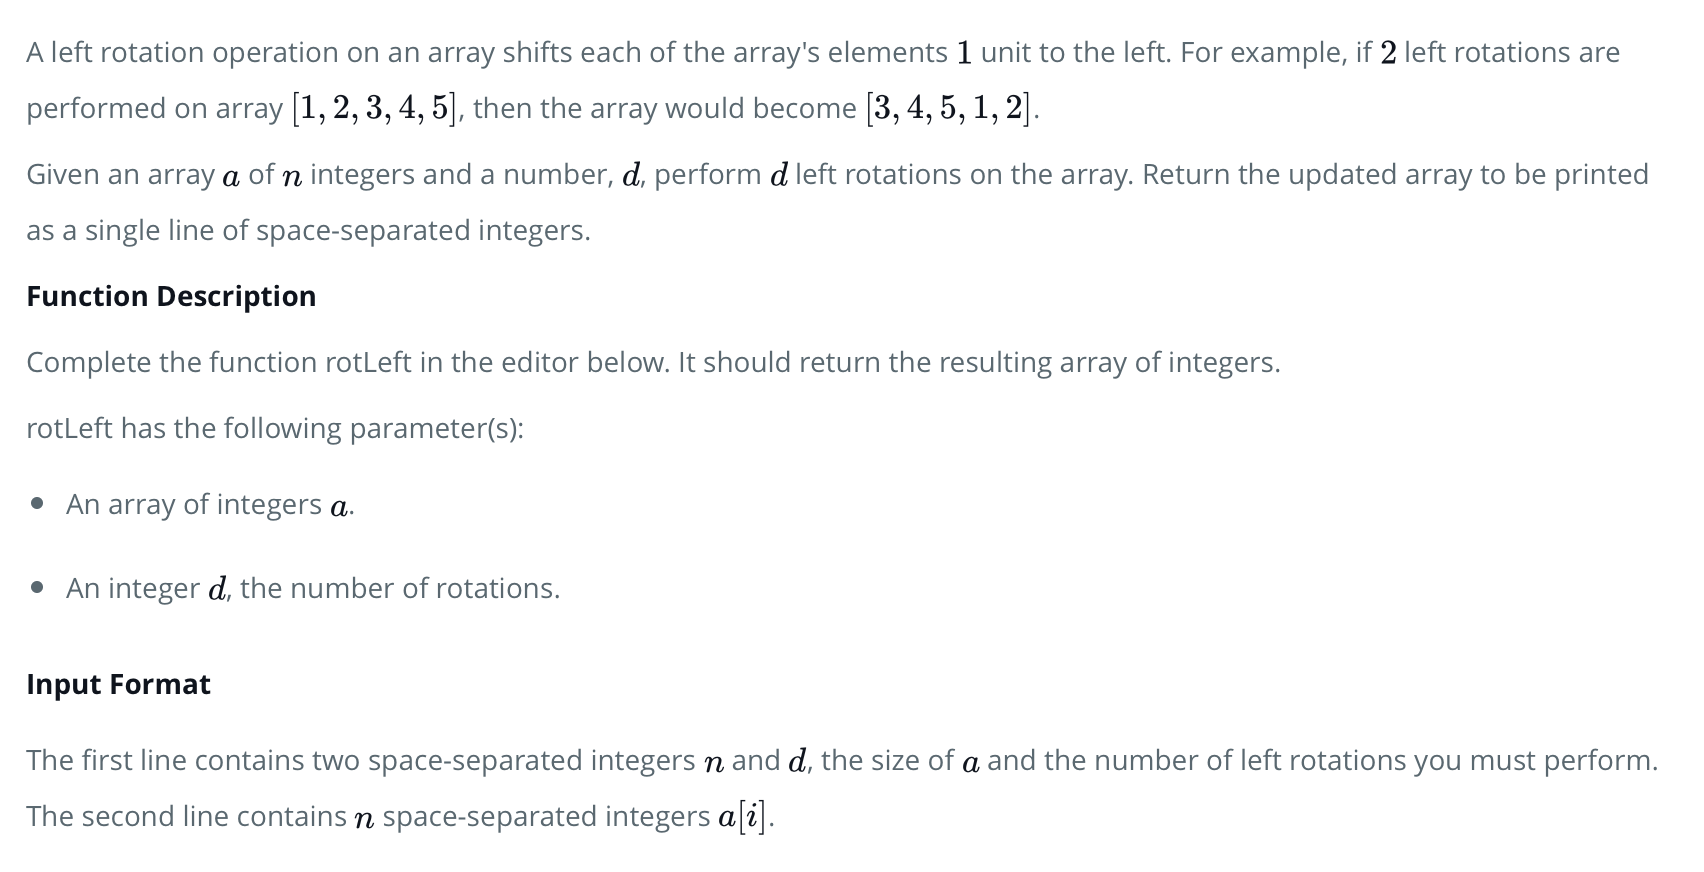 A left rotation operation on an array shifts each of the array's elements 1 unit to the left. For example, if 2 left rotations are
performed on array [1, 2, 3, 4, 5], then the array would become [3, 4, 5, 1, 2].
Given an array a of n integers and a number, d, perform d left rotations on the array. Return the updated array to be printed
as a single line of space-separated integers.
Function Description
Complete the function rotLeft in the editor below. It should return the resulting array of integers.
rotLeft has the following parameter(s):
• An array of integers a.
• An integer d, the number of rotations.
Input Format
The first line contains two space-separated integers n and d, the size of a and the number of left rotations you must perform.
The second line contains n space-separated integers a[i].